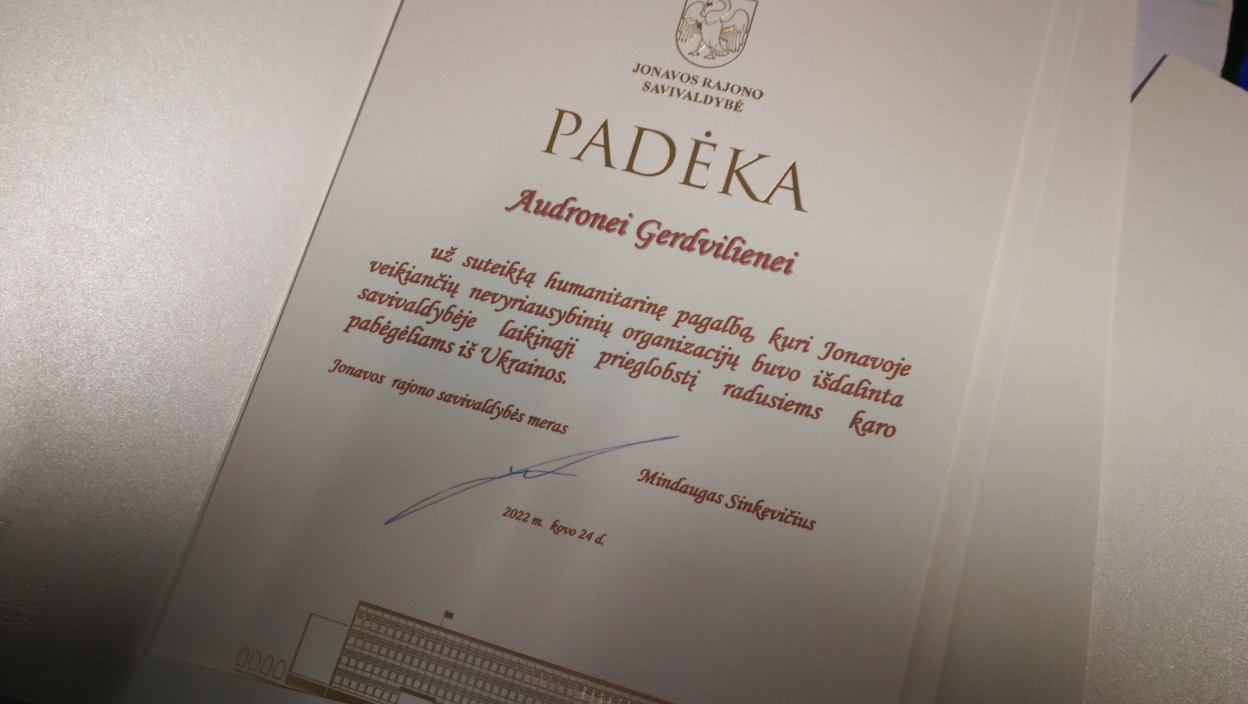 JONAVOS RAJONO
SAVIVALDYBĖ
PADĖKA
Audronei Gerdvilienei
už suteiktą humanitarinę pagalbą, kuri Jonavoje
veikiančių nevyriausybinių organizacijų buvo išdalinta
savivaldybėje laikinąjį prieglobstį radusiems karo
pabėgėliams iš Ukrainos.
Jonavos rajono savivaldybės meras
Mindaugas Sinkevičius
2022 m. kovo 24 d.